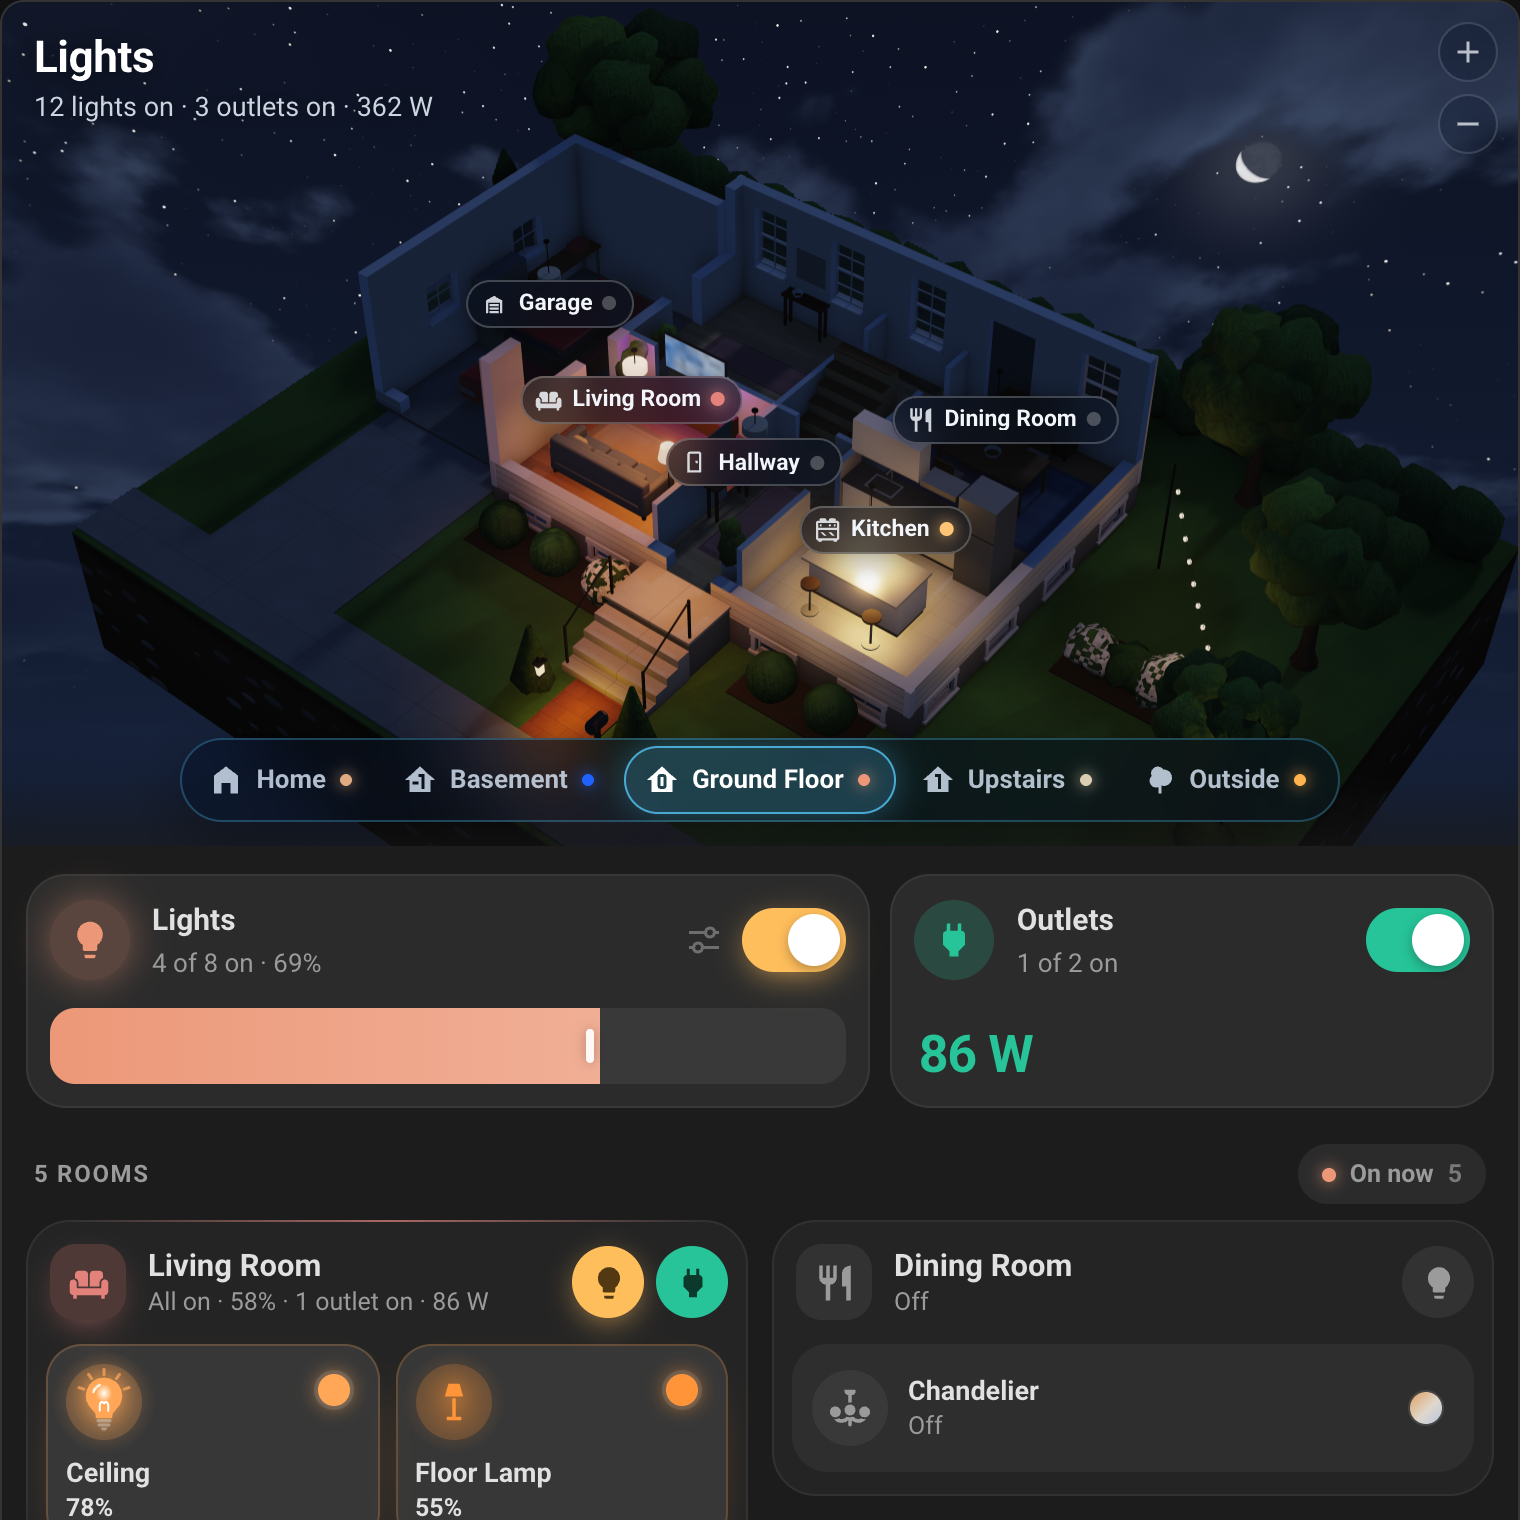 Lights
12 lights on · 3 outlets on · 362 W
Garage
Living Room
Dining Room
Hallway
Kitchen
Home
-1
Basement
0
Ground Floor
1
Upstairs
Outside
Lights
4 of 8 on · 69%
Outlets
1 of 2 on
86 W
5 ROOMS
On now 5
Living Room
All on · 58% · 1 outlet on · 86 W
Dining Room
Off
Chandelier
Off
Ceiling
78%
Floor Lamp
55%